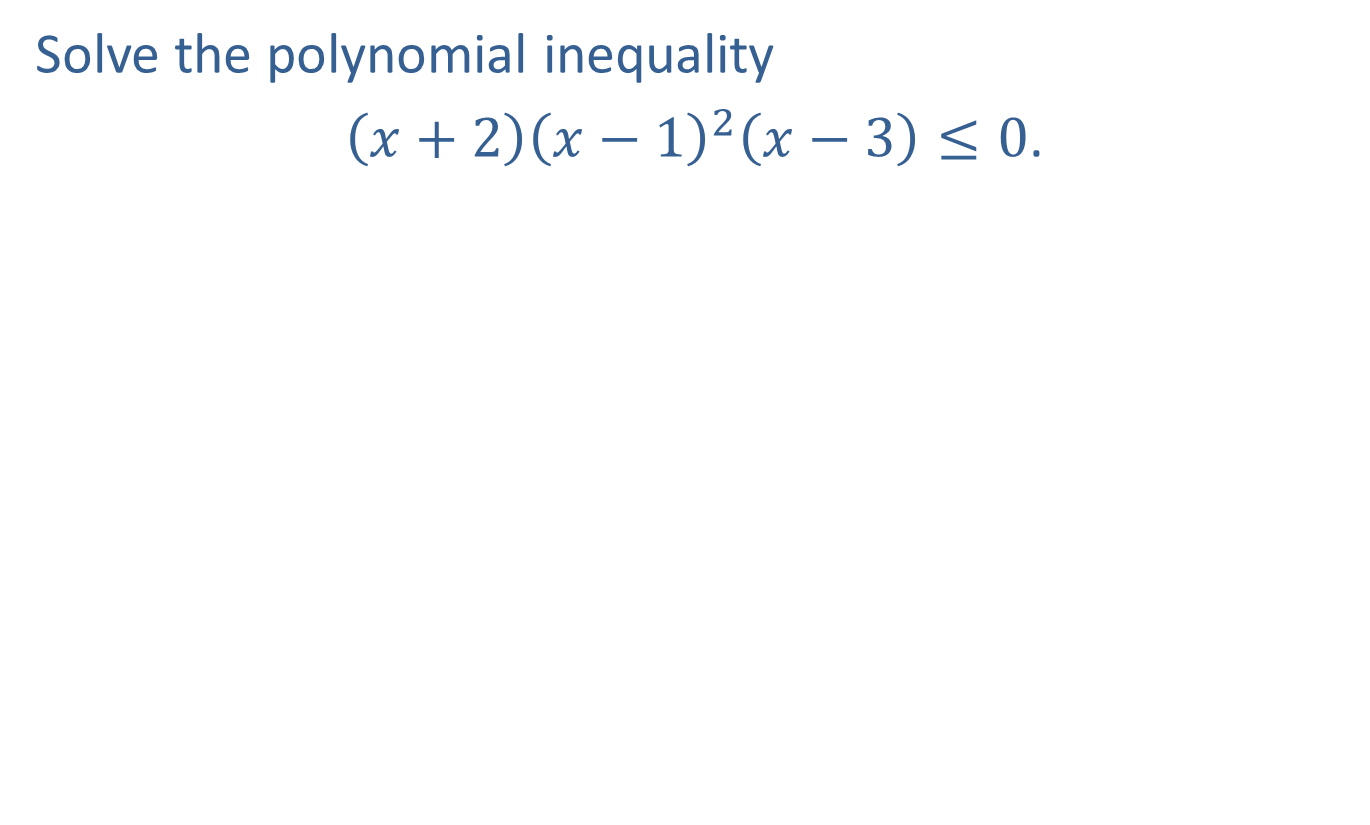 Solve the polynomial inequality
(𝑥 + 2)(𝑥 − 1)²(𝑥 − 3) ≤ 0.